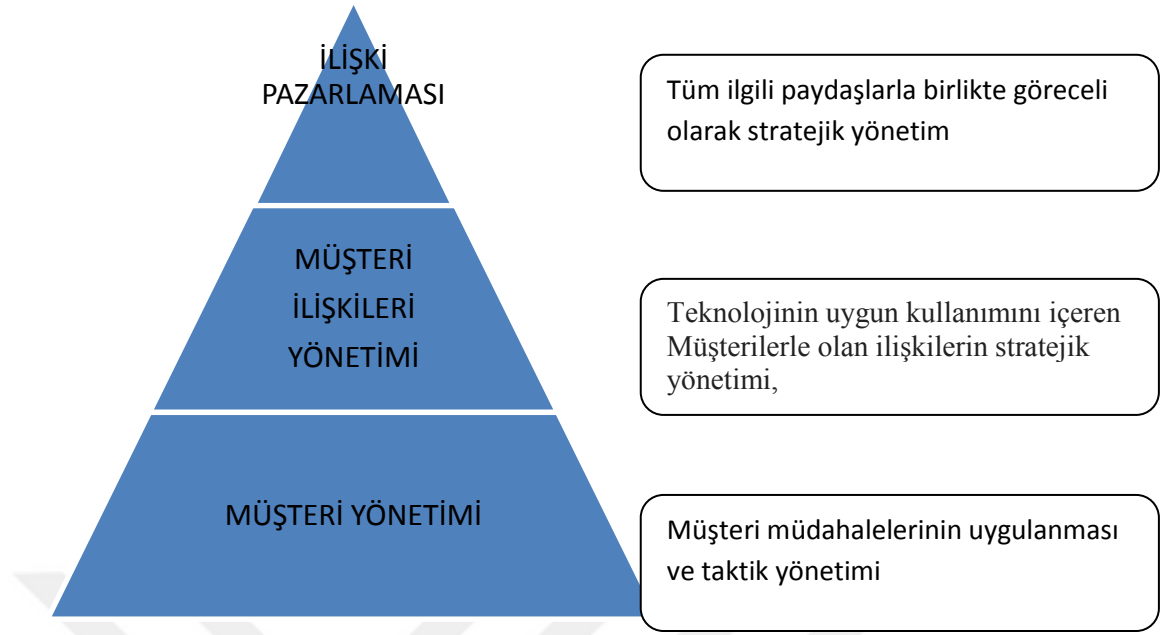 İLİŞKİ
PAZARLAMASI
Tüm ilgili paydaşlarla birlikte göreceli
olarak stratejik yönetim
MÜŞTERİ
İLİŞKİLERİ
YÖNETİMİ
Teknolojinin uygun kullanımını içeren
Müşterilerle olan ilişkilerin stratejik
yönetimi,
MÜŞTERİ YÖNETİMİ
Müşteri müdahalelerinin uygulanması
ve taktik yönetimi